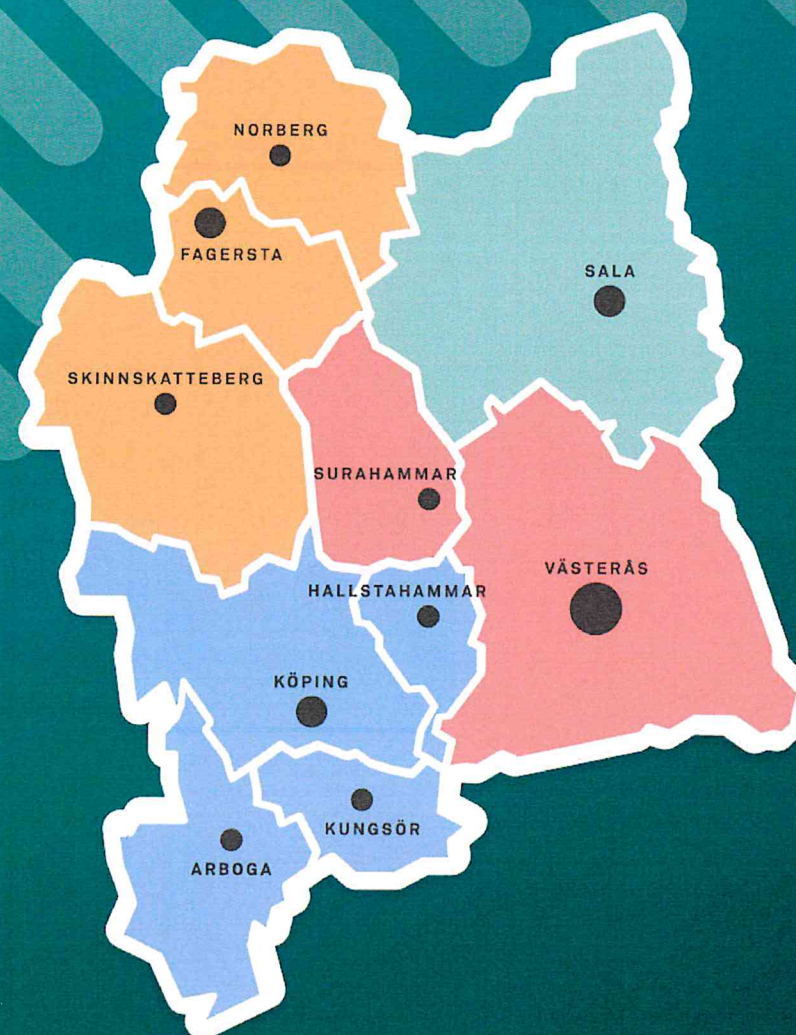 NORBERG
FAGERSTA
SALA
SKINNSKATTEBERG
SURAHAMMAR
VÄSTERÅS
HALLSTAHAMMAR
KÖPING
KUNGSÖR
ARBOGA